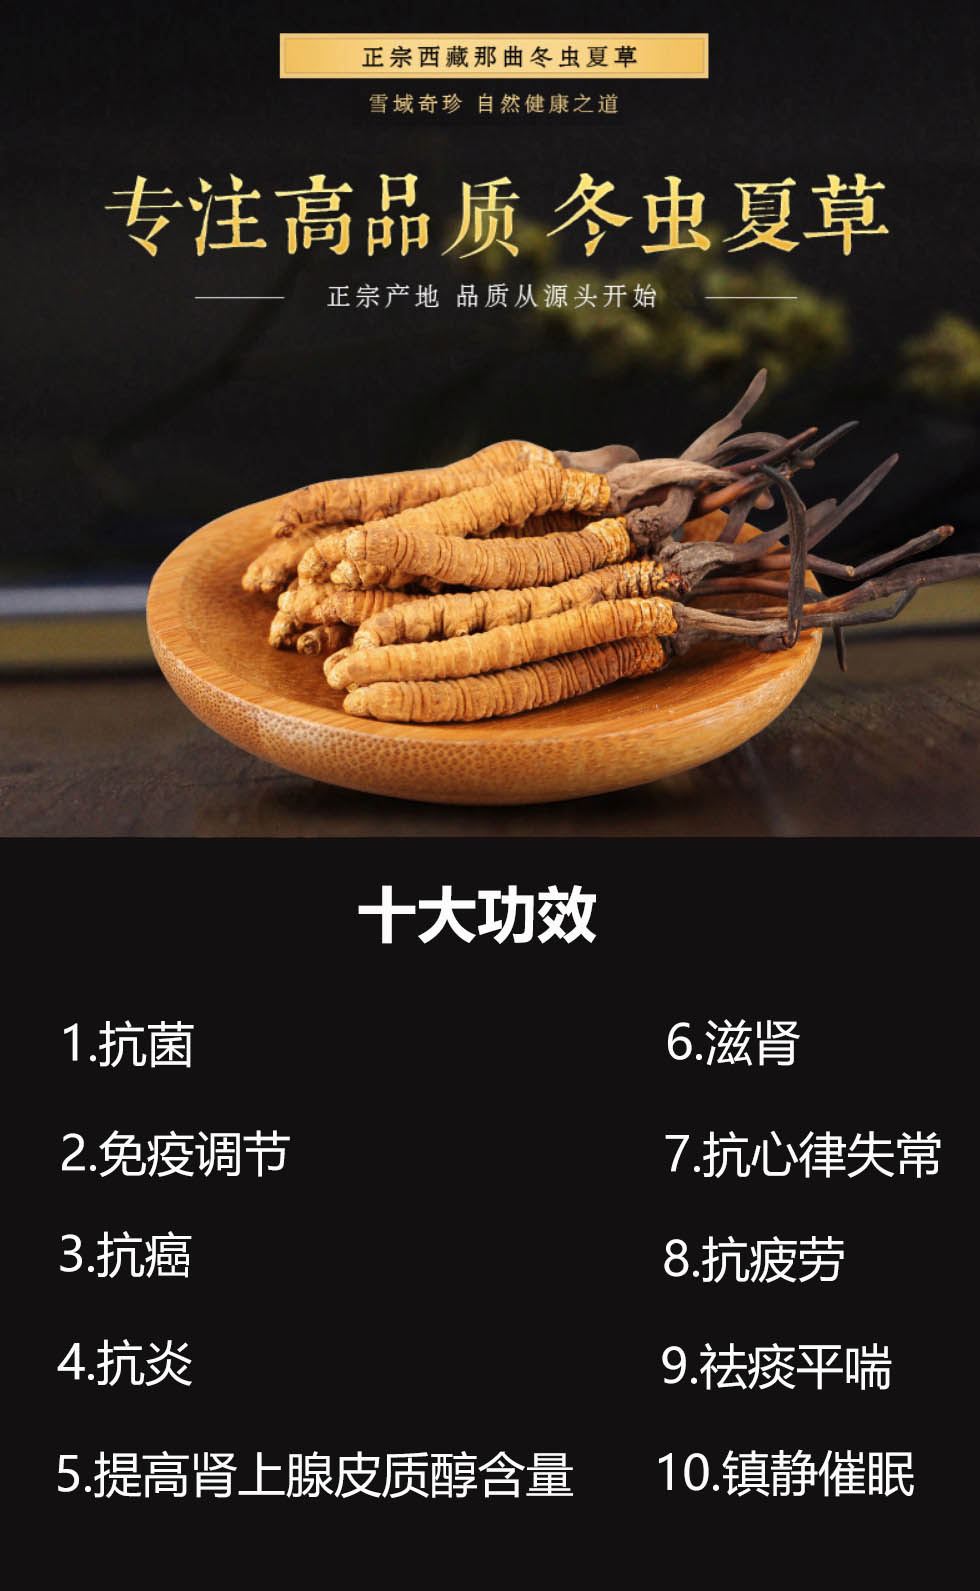 正宗西藏那曲冬虫夏草
雪域奇珍 自然健康之道
专注高品质 冬虫夏草
正宗产地 品质从源头开始
十大功效
1.抗菌
2.免疫调节
3.抗癌
4.抗炎
5.提高肾上腺皮质醇含量
6.滋肾
7.抗心律失常
8.抗疲劳
9.祛痰平喘
10.镇静催眠